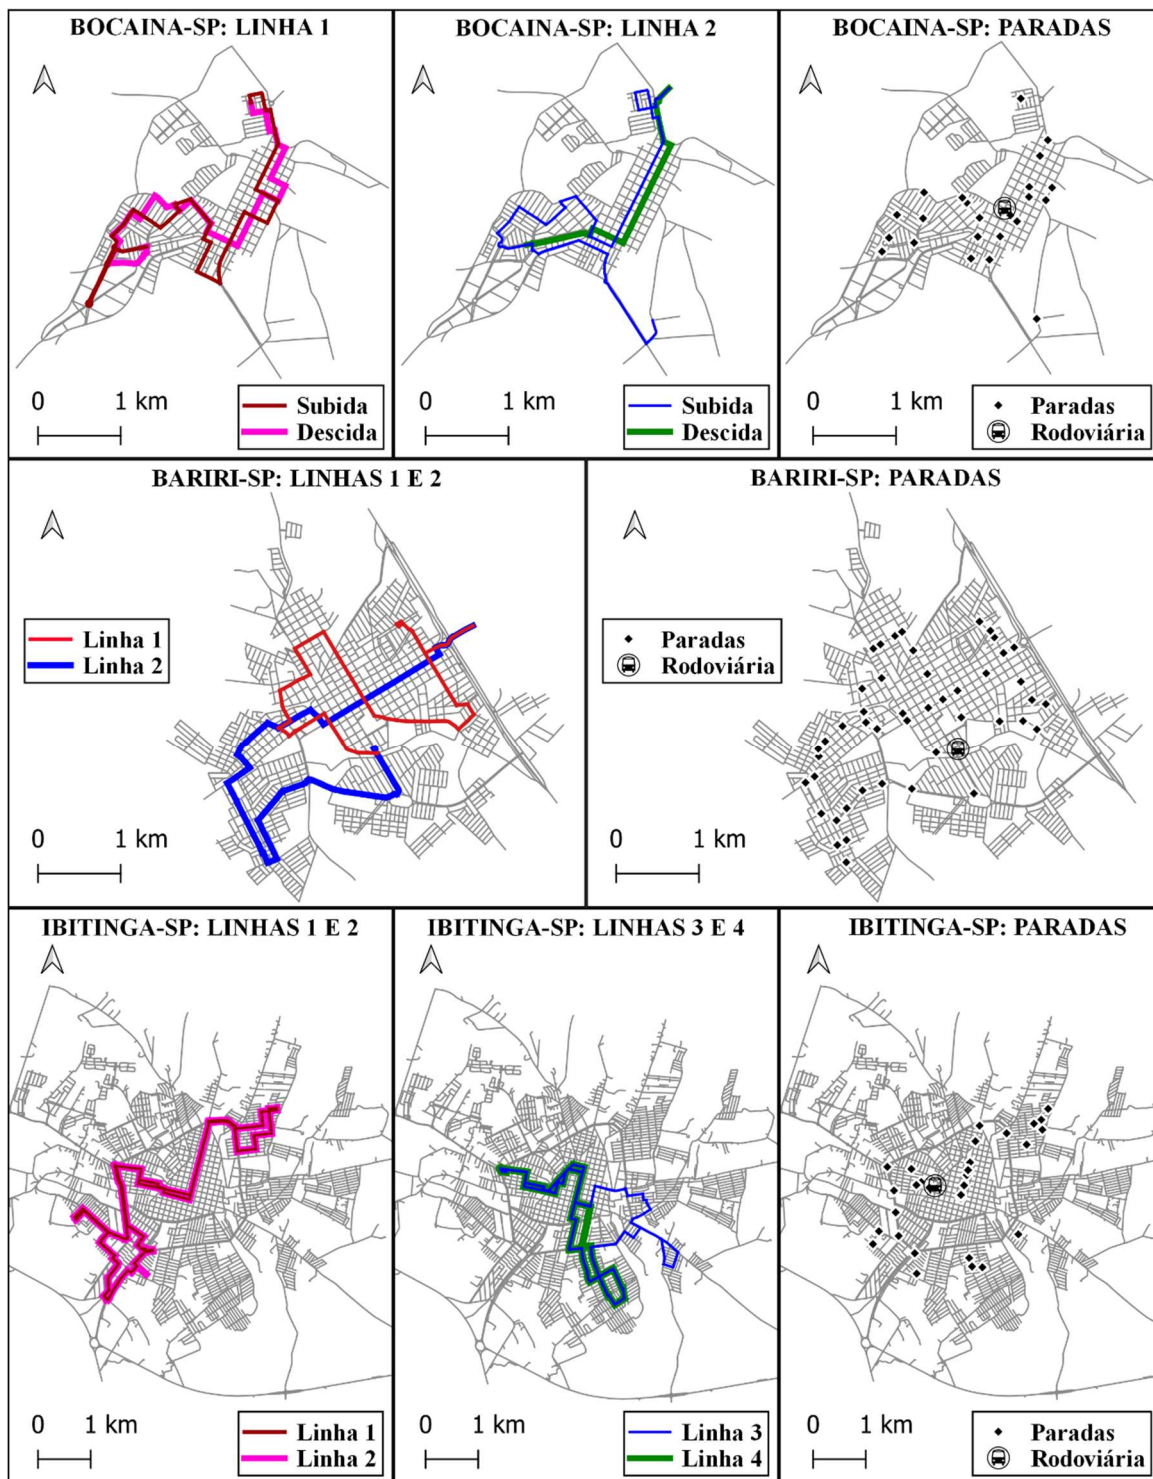 BOCAINA-SP: LINHA 1
0 1 km
Subida
Descida
BOCAINA-SP: LINHA 2
0 1 km
Subida
Descida
BOCAINA-SP: PARADAS
0 1 km
Paradas
Rodoviária
BARIRI-SP: LINHAS 1 E 2
Linha 1
Linha 2
0 1 km
BARIRI-SP: PARADAS
Paradas
Rodoviária
0 1 km
IBITINGA-SP: LINHAS 1 E 2
0 1 km
Linha 1
Linha 2
IBITINGA-SP: LINHAS 3 E 4
0 1 km
Linha 3
Linha 4
IBITINGA-SP: PARADAS
0 1 km
Paradas
Rodoviária